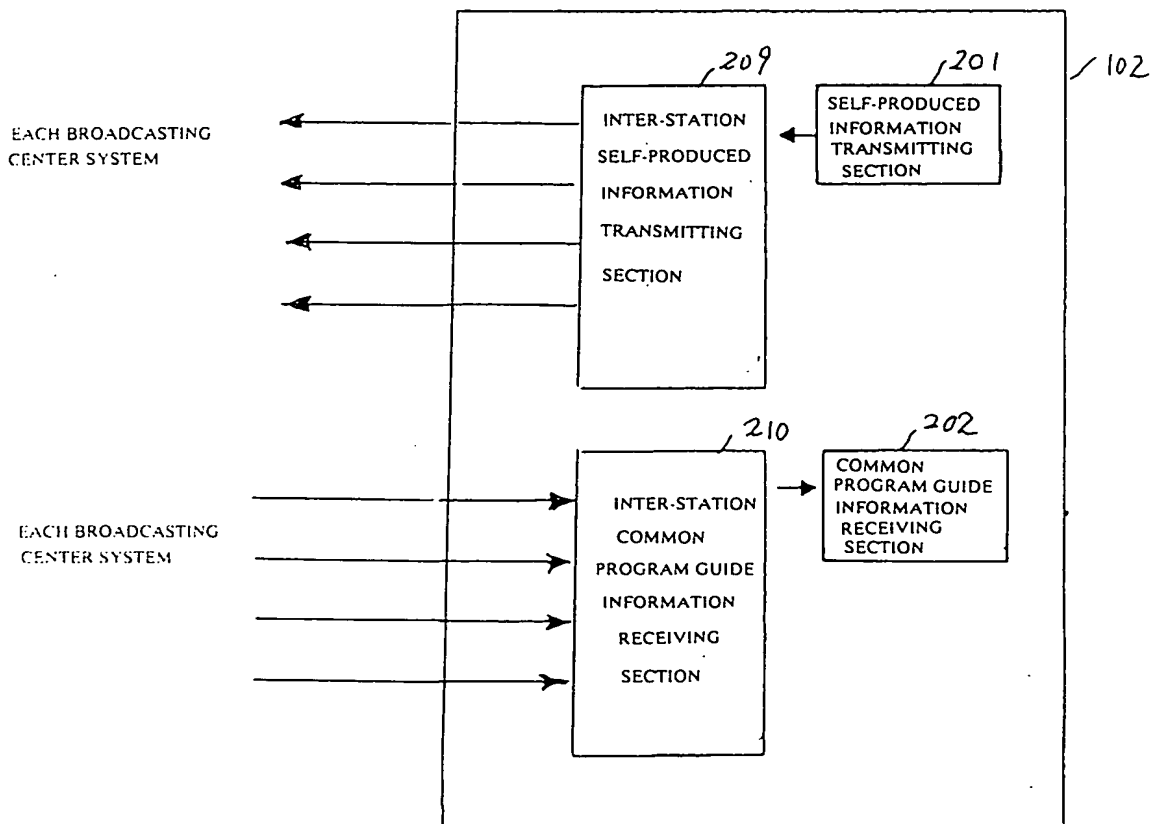 209
201
102
EACH BROADCASTING
CENTER SYSTEM
INTER-STATION
SELF-PRODUCED
INFORMATION
TRANSMITTING
SECTION
SELF-PRODUCED
INFORMATION
TRANSMITTING
SECTION
210
202
EACH BROADCASTING
CENTER SYSTEM
INTER-STATION
COMMON
PROGRAM GUIDE
INFORMATION
RECEIVING
SECTION
COMMON
PROGRAM GUIDE
INFORMATION
RECEIVING
SECTION